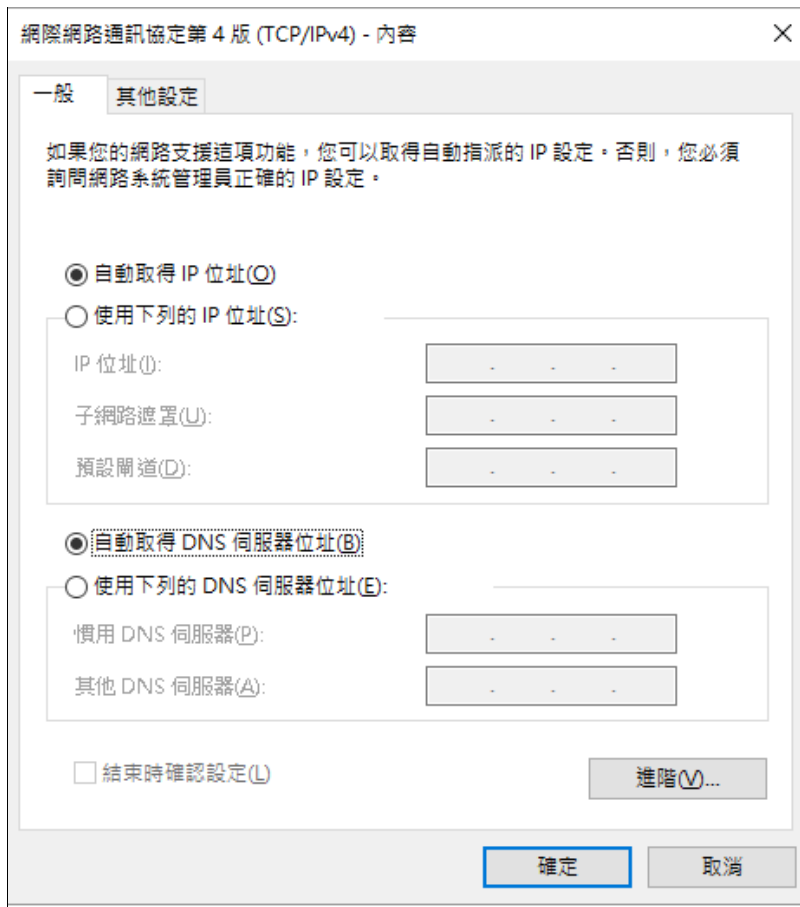 網際網路通訊協定第 4 版 (TCP/IPv4) - 內容
一般
其他設定
如果您的網路支援這項功能，您可以取得自動指派的 IP 設定。否則，您必須
詢問網路系統管理員正確的 IP 設定。
自動取得 IP 位址(O)
使用下列的 IP 位址(S):
IP 位址(I):
子網路遮罩(U):
預設閘道(D):
自動取得 DNS 伺服器位址(B)
使用下列的 DNS 伺服器位址(E):
慣用 DNS 伺服器(P):
其他 DNS 伺服器(A):
結束時確認設定(L)
進階(V)...
確定
取消